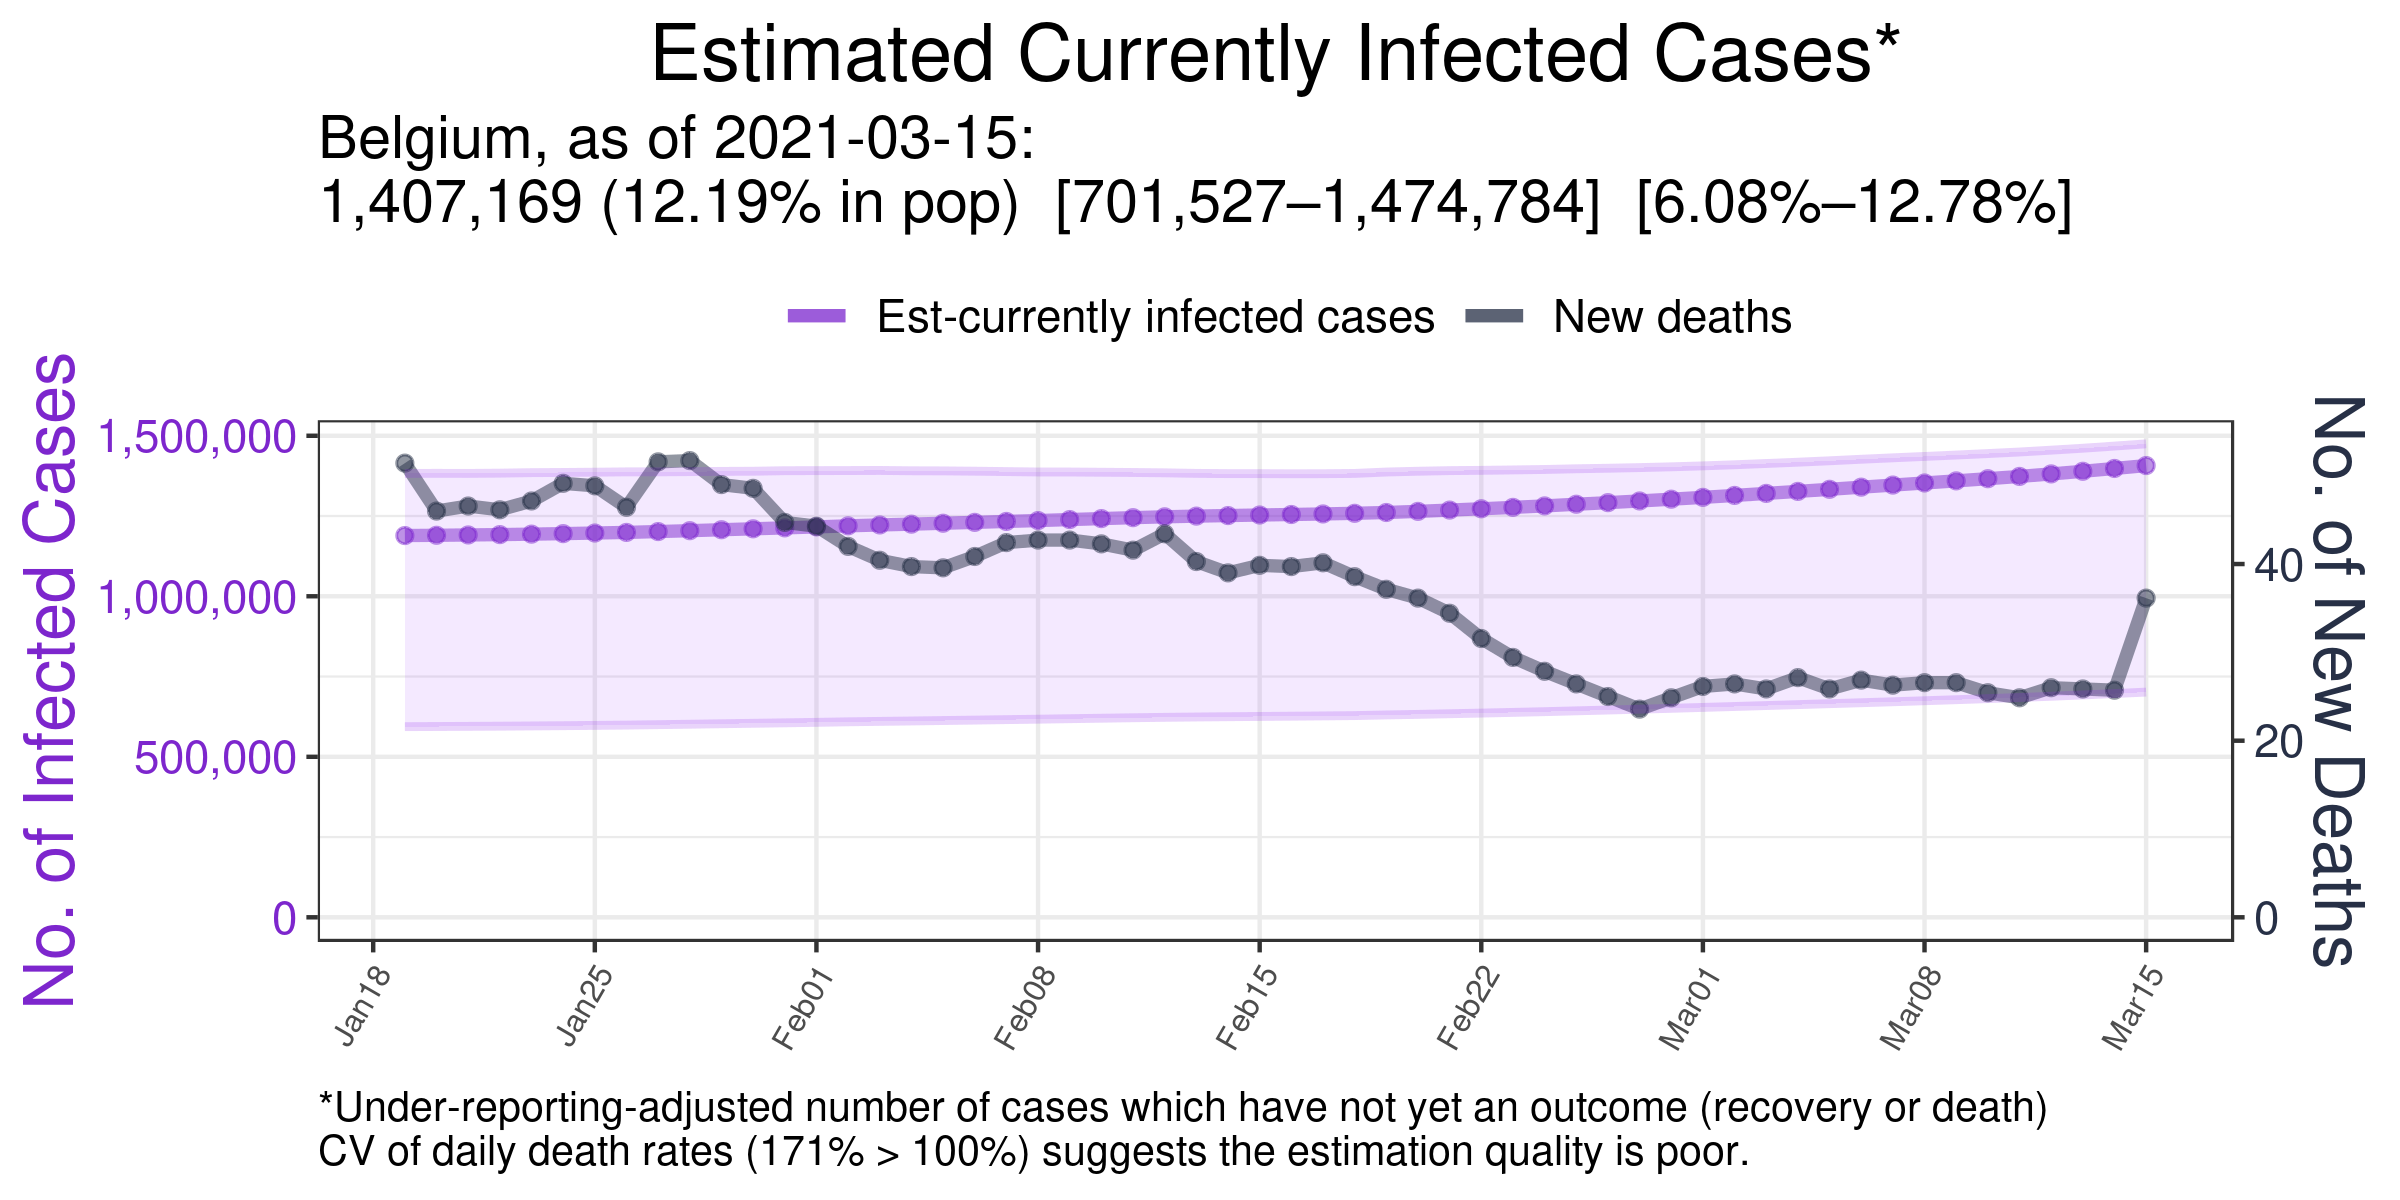 Estimated Currently Infected Cases*
Belgium, as of 2021-03-15:
1,407,169 (12.19% in pop)  [701,527–1,474,784]  [6.08%–12.78%]
Est-currently infected cases
New deaths
No. of Infected Cases
1,500,000
1,000,000
500,000
0
No. of New Deaths
40
20
0
Jan18
Jan25
Feb01
Feb08
Feb15
Feb22
Mar01
Mar08
Mar15
*Under-reporting-adjusted number of cases which have not yet an outcome (recovery or death)
CV of daily death rates (171% > 100%) suggests the estimation quality is poor.